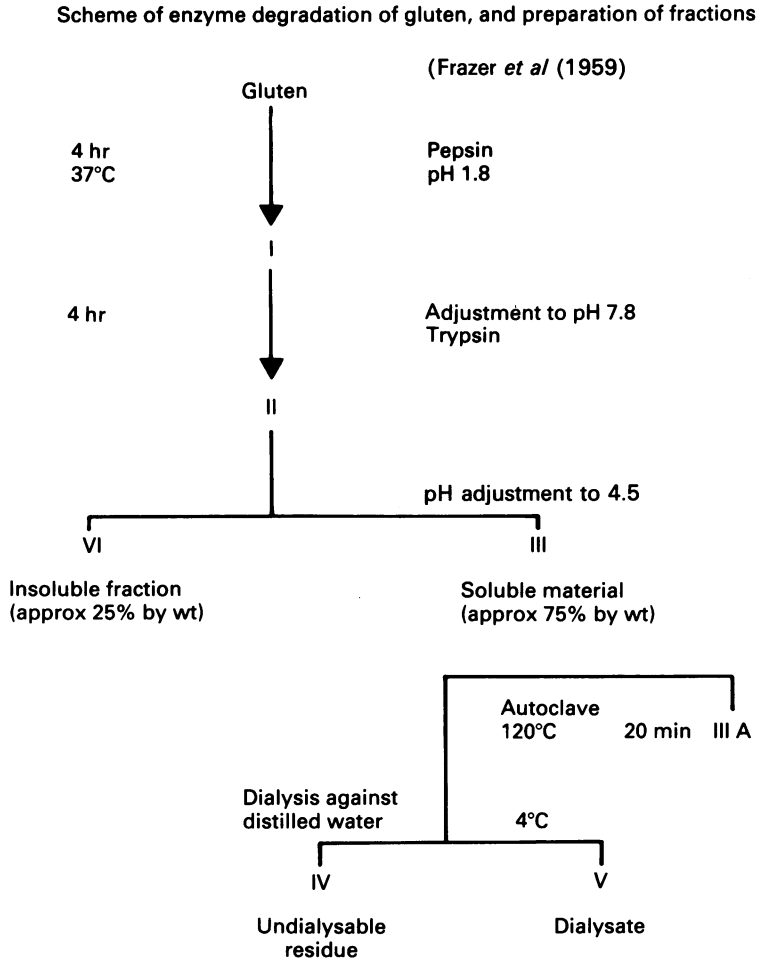 Scheme of enzyme degradation of gluten, and preparation of fractions
(Frazer et al (1959)
Gluten
4 hr
37°C
Pepsin
pH 1.8
I
4 hr
Adjustment to pH 7.8
Trypsin
II
pH adjustment to 4.5
VI
III
Insoluble fraction
(approx 25% by wt)
Soluble material
(approx 75% by wt)
Autoclave
120°C 20 min III A
Dialysis against
distilled water
4°C
IV
V
Undialysable
residue
Dialysate